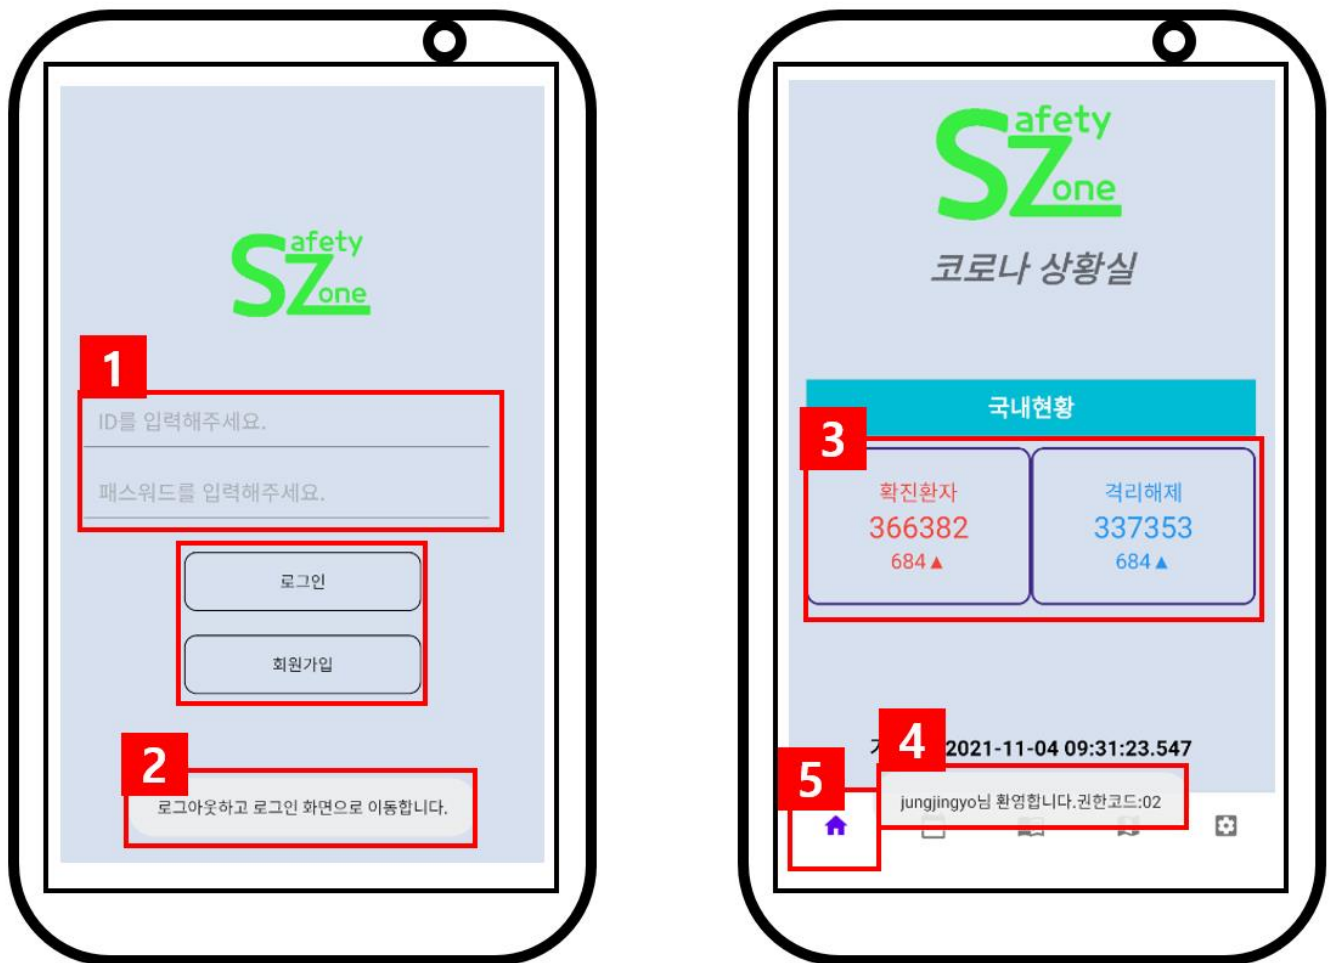 Safety
Zone
1
ID를 입력해주세요.
패스워드를 입력해주세요.
로그인
회원가입
2
로그아웃하고 로그인 화면으로 이동합니다.
Safety
Zone
코로나 상황실
국내현황
3
확진환자
366382
684▲
격리해제
337353
684▲
4
2021-11-04 09:31:23.547
5
jungjingyo님 환영합니다.권한코드:02